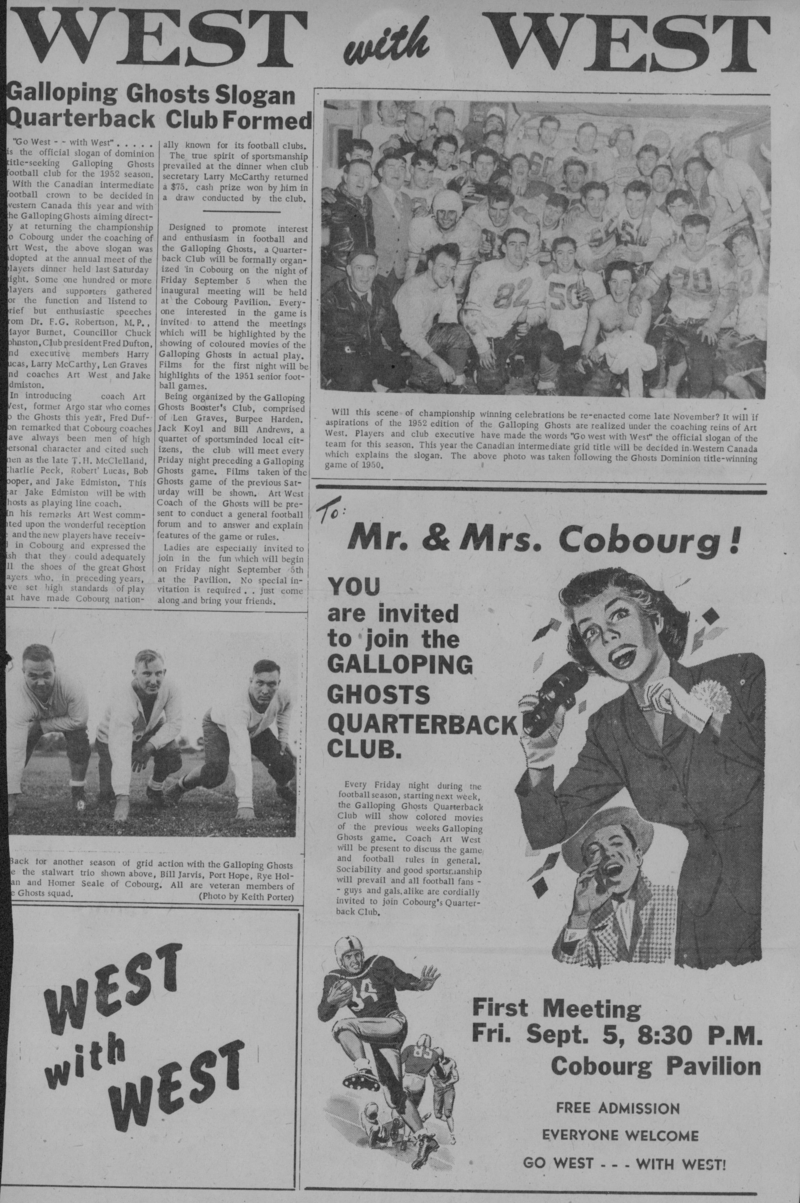 WEST with WEST
Galloping Ghosts Slogan
Quarterback Club Formed
"Go West - - with West" . . . . .
is the official slogan of dominion
title-seeking Galloping Ghosts
football club for the 1952 season.
With the Canadian Intermediate
football crown to be decided in
western Canada this year and with
the Galloping Ghosts aiming direct-
y at returning the championship
o Cobourg under the coaching of
Art West, the above slogan was
adopted at the annual meet of the
players dinner held last Saturday
ight. Some one hundred or more
layers and supporters gathered
or the function and listend to
rief but enthusiastic speeches
rom Dr. F.G. Robertson, M.P.,
ayor Burnet, Councillor Chuck
ohnston, Club president Fred Dufton,
nd executive members Harry
ucas, Larry McCarthy, Len Graves
nd coaches Art West and Jake
dmiston.
In introducing coach Art
West, former Argo star who comes
o the Ghosts this year, Fred Duf-
on remarked that Cobourg coaches
ave always been men of high
ersonal character and cited such
en as the late T.H. McClelland,
Charlie Peck, Robert Lucas, Bob
ooper, and Jake Edmiston. This
ar Jake Edmiston will be with
hosts as playing line coach.
In his remarks Art West comm-
ted upon the wonderful reception
and the new players have receiv-
d in Cobourg and expressed the
ish that they could adequately
ll the shoes of the great Ghost
ayers who, in preceding years,
ve set high standards of play
at have made Cobourg nation-
ally known for its football clubs.
The true spirit of sportsmanship
prevailed at the dinner when club
secretary Larry McCarthy returned
a $75. cash prize won by him in
a draw conducted by the club.
Designed to promote interest
and enthusiasm in football and
the Galloping Ghosts, a Quarter-
back Club will be formally organ-
ized in Cobourg on the night of
Friday September 5 when the
inaugural meeting will be held
at the Cobourg Pavilion. Every-
one interested in the game is
invited to attend the meetings
which will be highlighted by the
showing of coloured movies of the
Galloping Ghosts in actual play.
Films for the first night will be
highlights of the 1951 senior foot-
ball games.
Being organized by the Galloping
Ghosts Booster's Club, comprised
of Len Graves, Burpee Harden,
Jack Koyl and Bill Andrews, a
quartet of sportsminded local cit-
izens, the club will meet every
Friday night preceding a Galloping
Ghosts game. Films taken of the
Ghosts game of the previous Sat-
urday will be shown. Art West
Coach of the Ghosts will be pre-
sent to conduct a general football
forum and to answer and explain
features of the game or rules.
Ladies are especially invited to
join in the fun which will begin
on Friday night September 5th
at the Pavilion. No special in-
vitation is required . . just come
along and bring your friends.
82
50
70
Will this scene of championship winning celebrations be re-enacted come late November? It will if
aspirations of the 1952 edition of the Galloping Ghosts are realized under the coaching reins of Art
West. Players and club executive have made the words "Go west with West" the official slogan of the
team for this season. This year the Canadian Intermediate grid title will be decided in Western Canada
which explains the slogan. The above photo was taken following the Ghosts Dominion title-winning
game of 1950.
Back for another season of grid action with the Galloping Ghosts
e the stalwart trio shown above, Bill Jarvis, Port Hope, Rye Hol-
an and Homer Seale of Cobourg. All are veteran members of
e Ghosts squad. (Photo by Keith Porter)
WEST
with
WEST
To:
Mr. & Mrs. Cobourg!
YOU
are invited
to join the
GALLOPING
GHOSTS
QUARTERBACK
CLUB.
Every Friday night during the
football season, starting next week,
the Galloping Ghosts Quarterback
Club will show colored movies
of the previous weeks Galloping
Ghosts game. Coach Art West
will be present to discuss the game
and football rules in general.
Sociability and good sportsmanship
will prevail and all football fans -
- guys and gals, alike are cordially
invited to join Cobourg's Quarter-
back Club.
34
85
First Meeting
Fri. Sept. 5, 8:30 P.M.
Cobourg Pavilion
FREE ADMISSION
EVERYONE WELCOME
GO WEST - - - WITH WEST!